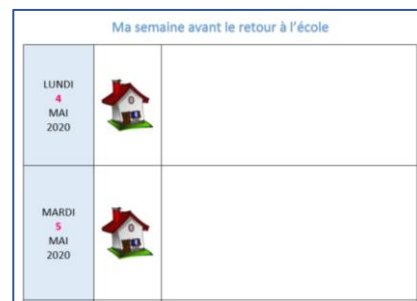 Ma semaine avant le retour à l'école
LUNDI
4
MAI
2020
MARDI
5
MAI
2020